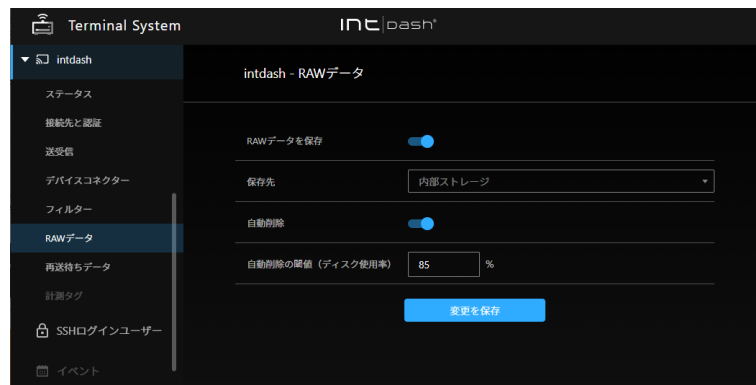 Terminal System
intdash
intdash
ステータス
接続先と認証
送受信
デバイスコネクター
フィルター
RAWデータ
再送待ちデータ
計測タグ
SSHログインユーザー
イベント
intdash - RAWデータ
RAWデータを保存
保存先
内部ストレージ
自動削除
自動削除の閾値（ディスク使用率）
85 %
変更を保存